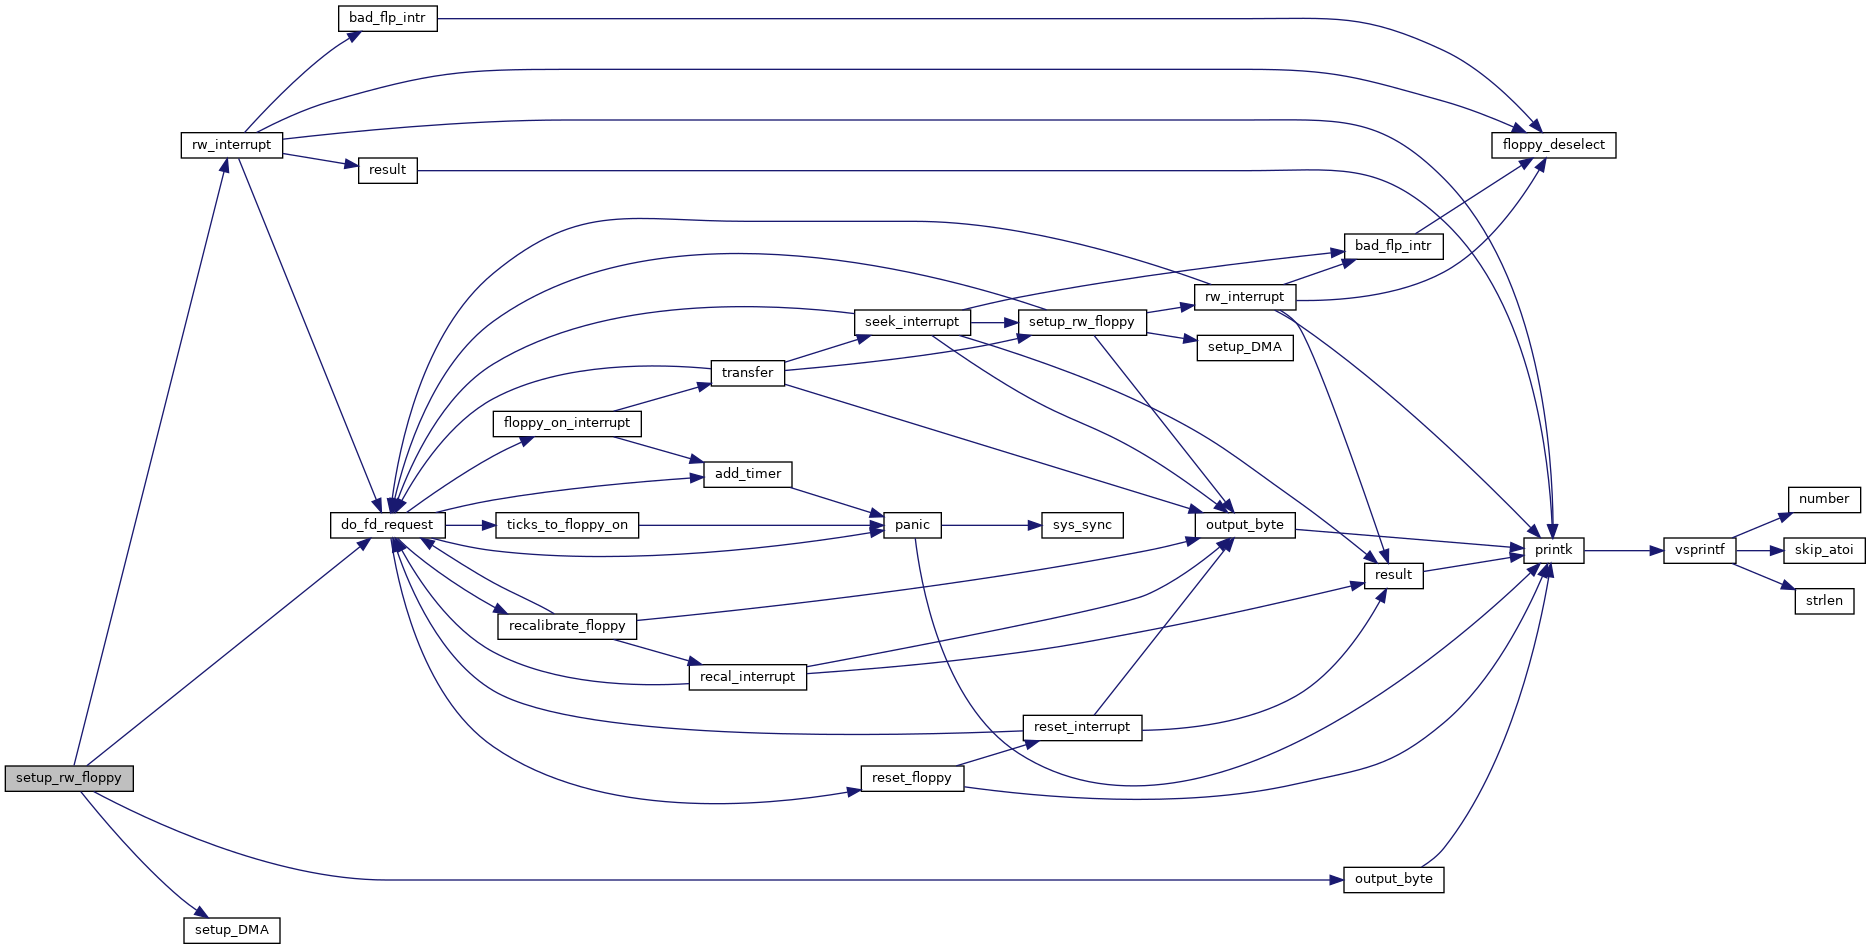 bad_flp_intr
rw_interrupt
floppy_deselect
result
bad_flp_intr
rw_interrupt
seek_interrupt
setup_rw_floppy
setup_DMA
transfer
floppy_on_interrupt
add_timer
number
do_fd_request
ticks_to_floppy_on
panic
sys_sync
output_byte
printk
vsprintf
skip_atoi
result
strlen
recalibrate_floppy
recal_interrupt
reset_interrupt
setup_rw_floppy
reset_floppy
output_byte
setup_DMA